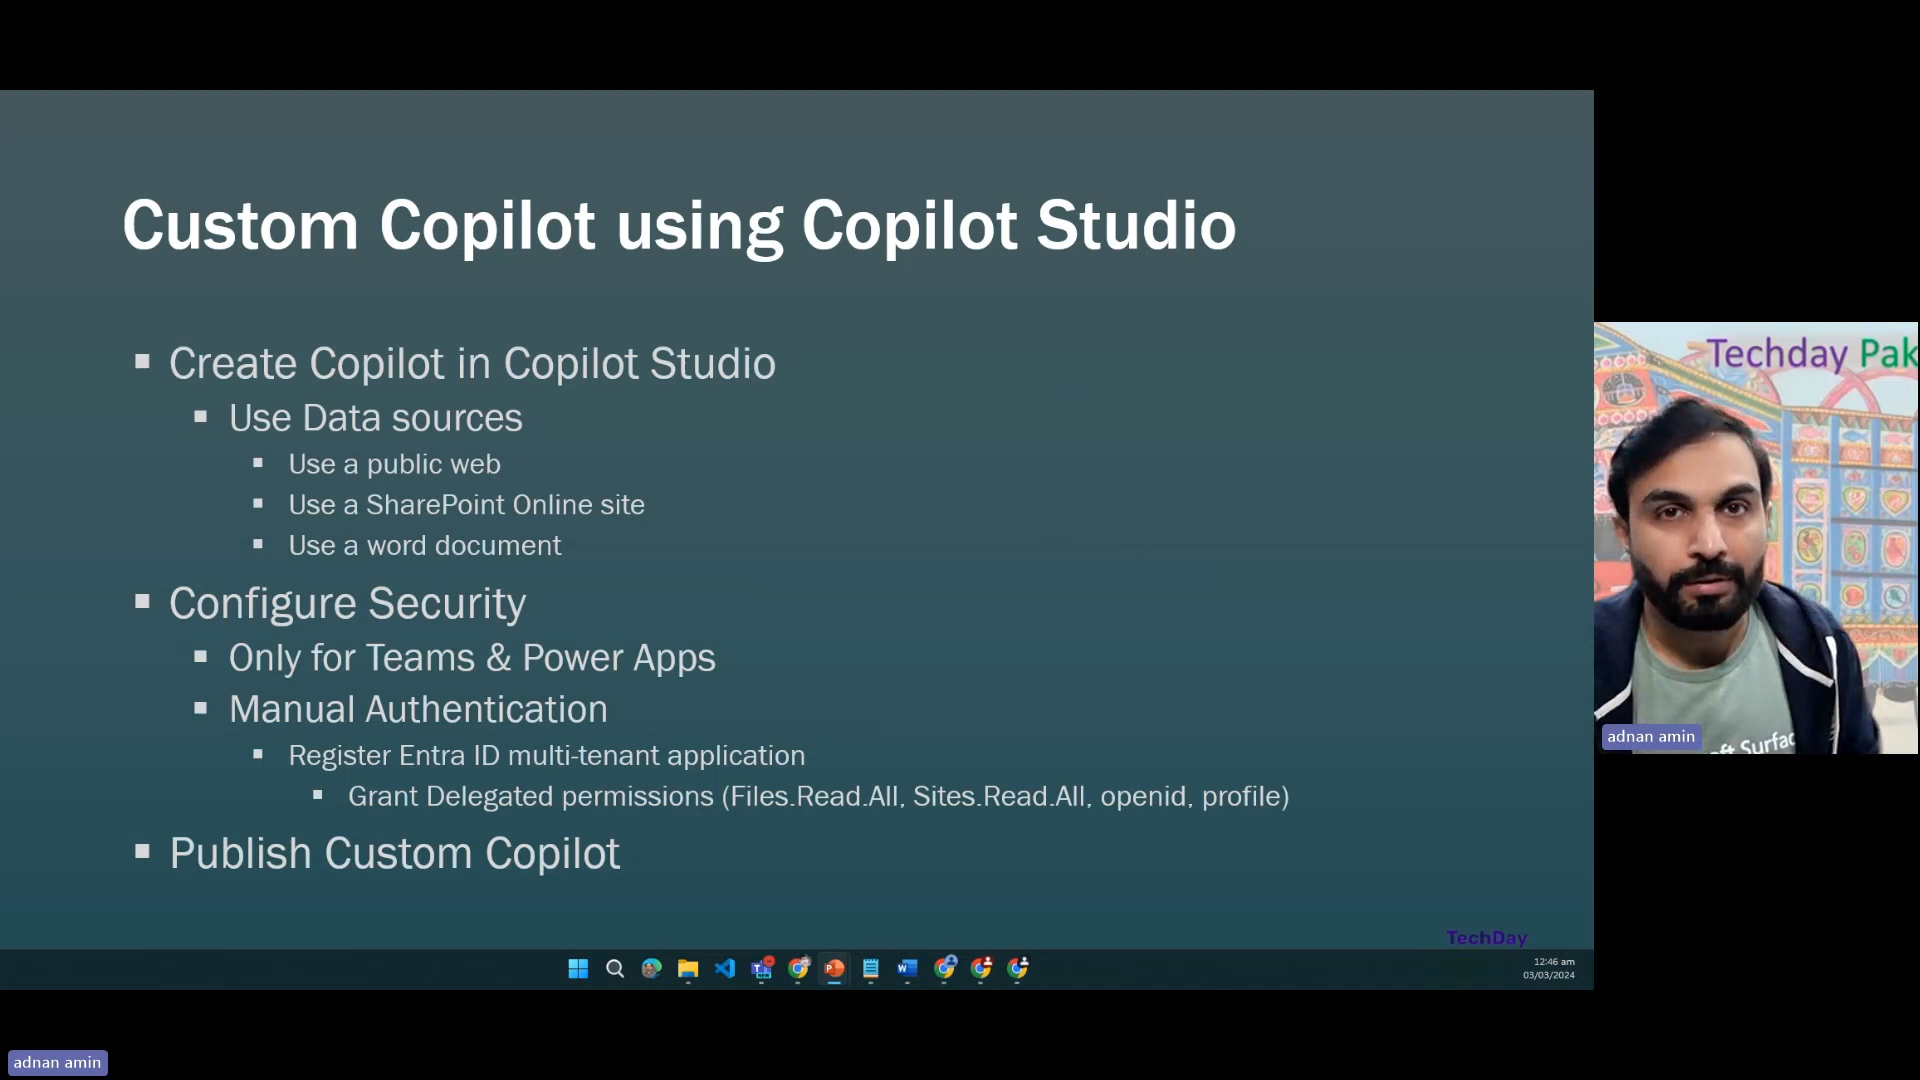 Custom Copilot using Copilot Studio
Create Copilot in Copilot Studio
Use Data sources
Use a public web
Use a SharePoint Online site
Use a word document
Configure Security
Only for Teams & Power Apps
Manual Authentication
Register Entra ID multi-tenant application
Grant Delegated permissions (Files.Read.All, Sites.Read.All, openid, profile)
Publish Custom Copilot
TechDay
12:46 am
03/03/2024
Techday Pak
adnan amin
adnan amin